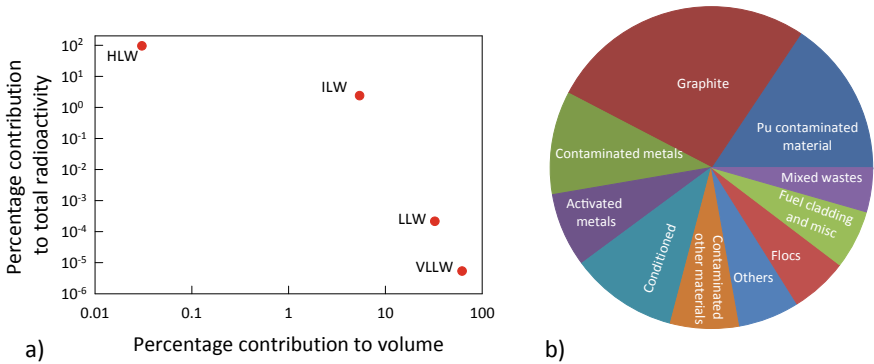 Percentage contribution
to total radioactivity
10²
10¹
10⁰
10⁻¹
10⁻²
10⁻³
10⁻⁴
10⁻⁵
10⁻⁶
HLW
ILW
LLW
VLLW
0.01
0.1
1
10
100
Percentage contribution to volume
a)
Graphite
Pu contaminated
material
Contaminated metals
Mixed wastes
Fuel cladding
and misc
Activated
metals
Conditioned
Contaminated
other materials
Others
Flocs
b)